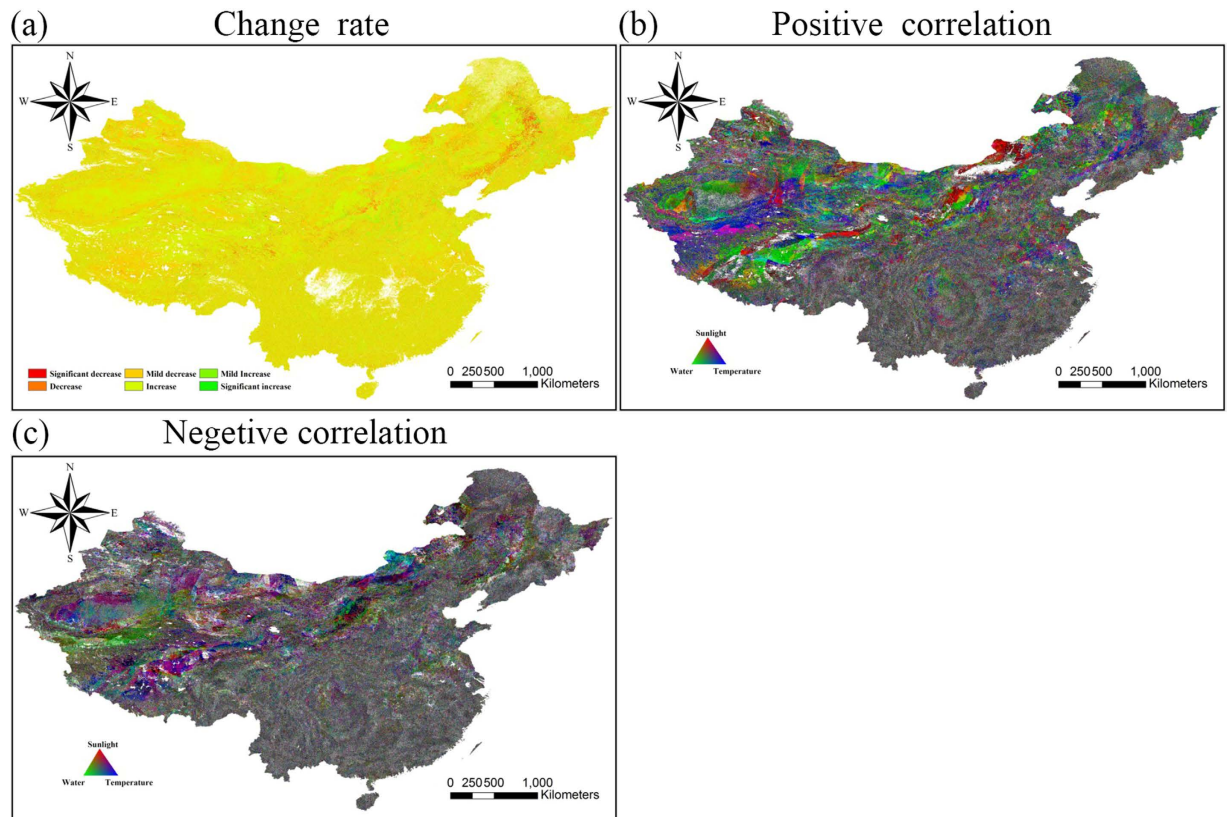 (a) Change rate
N
W E
S
Significant decrease Mild decrease Mild Increase
Decrease Increase Significant increase
0 250 500 1,000
Kilometers
(b) Positive correlation
N
W E
S
Sunlight
Water Temperature
0 250 500 1,000
Kilometers
(c) Negetive correlation
N
W E
S
Sunlight
Water Temperature
0 250 500 1,000
Kilometers